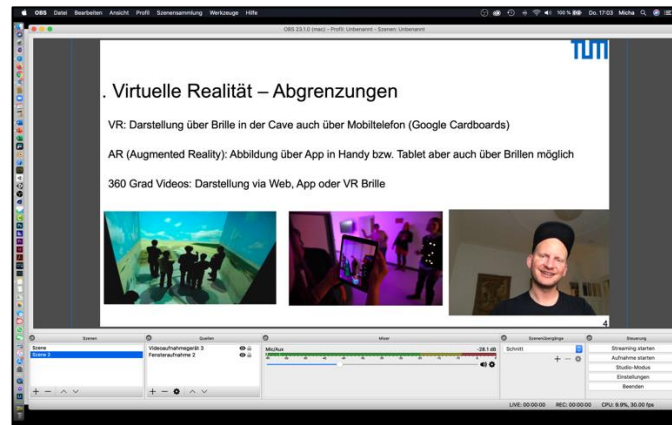 OBS Datei Bearbeiten Ansicht Profil Szenensammlung Werkzeuge Hilfe
100 % Do. 17:03 Micha
OBS 23.1.0 (mac) - Profil: Unbenannt - Szenen: Unbenannt
TUM
. Virtuelle Realität – Abgrenzungen
VR: Darstellung über Brille in der Cave auch über Mobiltelefon (Google Cardboards)
AR (Augmented Reality): Abbildung über App in Handy bzw. Tablet aber auch über Brillen möglich
360 Grad Videos: Darstellung via Web, App oder VR Brille
4
Szenen Quellen Mixer Szenenübergänge Steuerung
Szene
Szene 2
Videoaufnahmegerät 3
Fensteraufnahme 2
Mic/Aux -28.1 dB
Schnitt
Streaming starten
Aufnahme starten
Studio-Modus
Einstellungen
Beenden
LIVE: 00:00:00 REC: 00:00:00 CPU: 9.9%, 30.00 fps